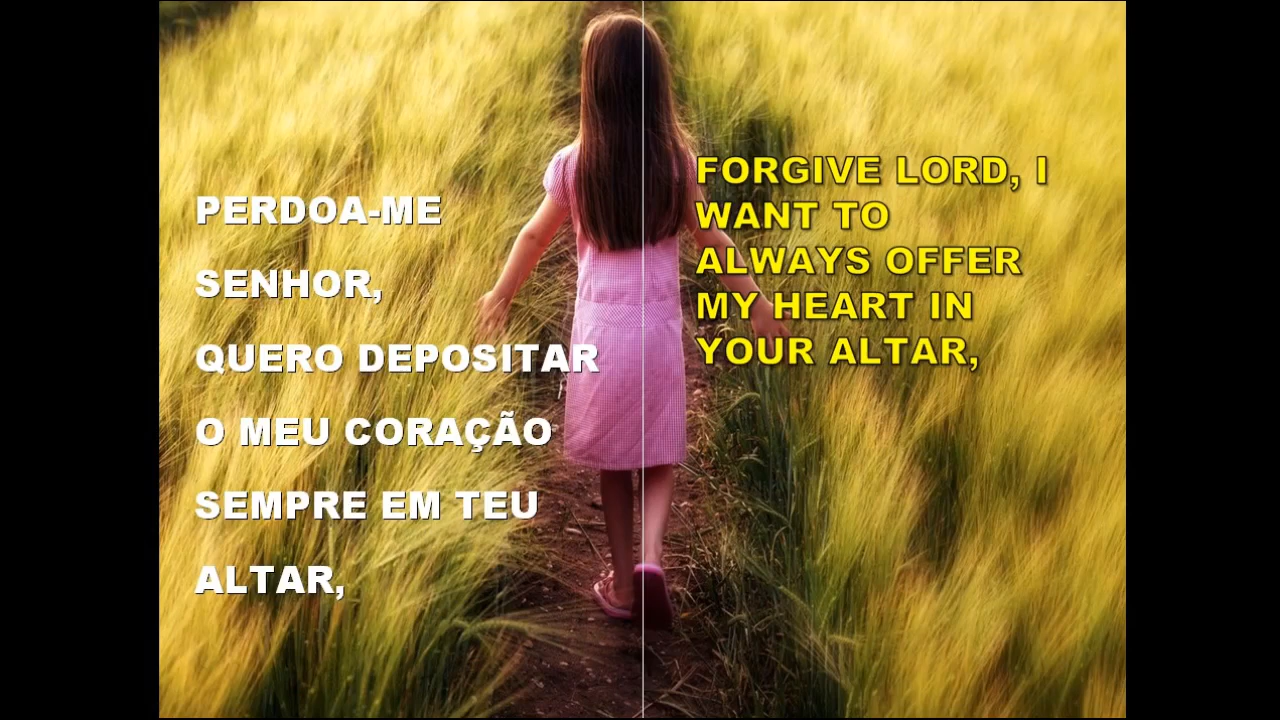 PERDOA-ME
SENHOR,
QUERO DEPOSITAR
O MEU CORAÇÃO
SEMPRE EM TEU
ALTAR,
FORGIVE LORD, I
WANT TO
ALWAYS OFFER
MY HEART IN
YOUR ALTAR,